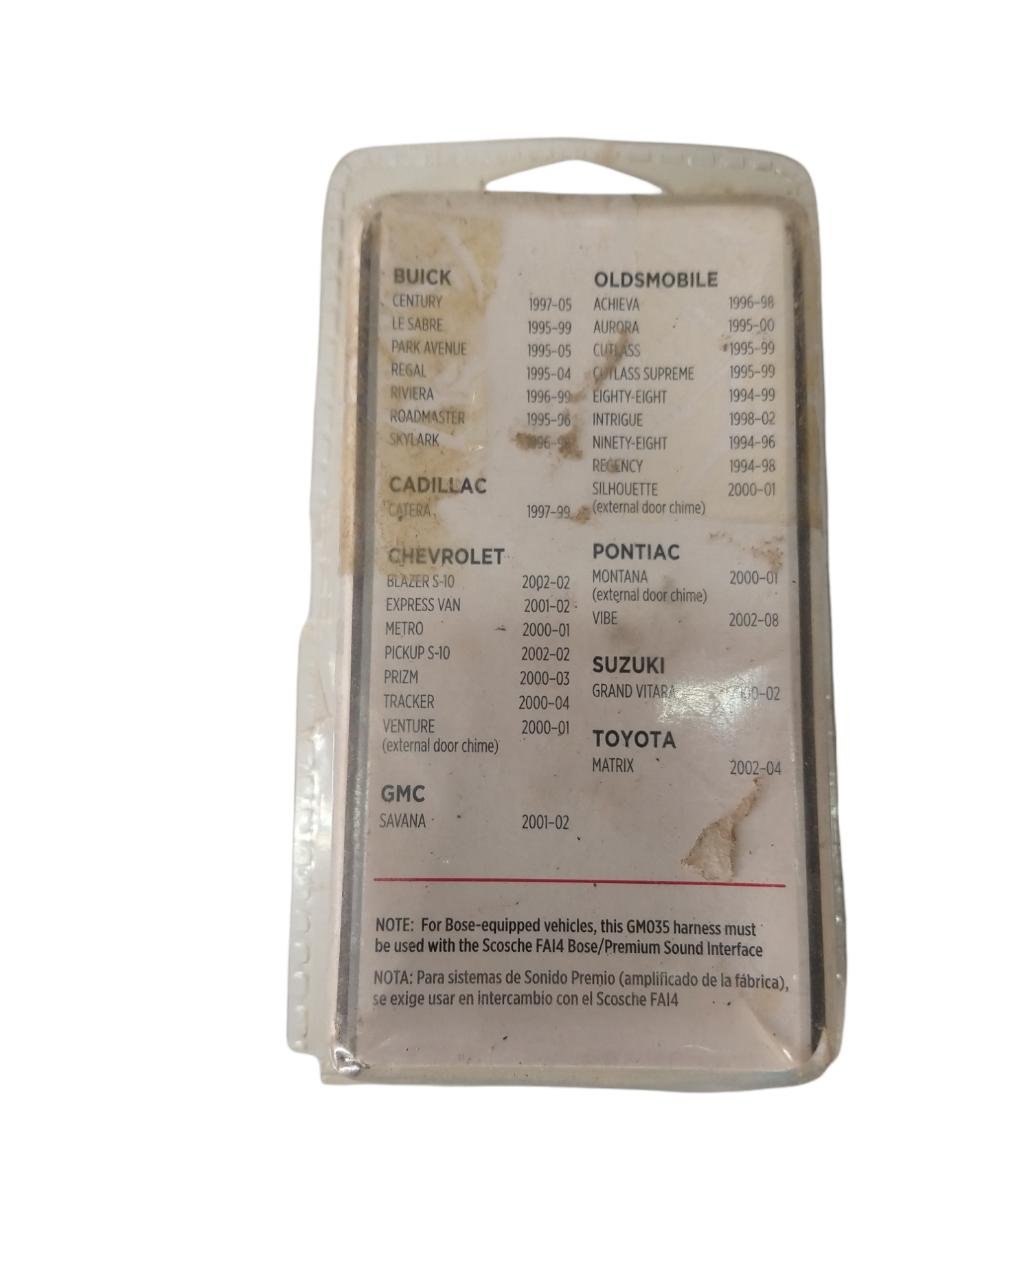 BUICK
CENTURY 1997-05
LE SABRE 1995-99
PARK AVENUE 1995-05
REGAL 1995-04
RIVIERA 1996-99
ROADMASTER 1995-96
SKYLARK
CADILLAC
CATERA 1997-99
CHEVROLET
BLAZER S-10 2002-02
EXPRESS VAN 2001-02
METRO 2000-01
PICKUP S-10 2002-02
PRIZM 2000-03
TRACKER 2000-04
VENTURE 2000-01
(external door chime)
GMC
SAVANA 2001-02
OLDSMOBILE
ACHIEVA 1996-98
AURORA 1995-00
CUTLASS 1995-99
CUTLASS SUPREME 1995-99
EIGHTY-EIGHT 1994-99
INTRIGUE 1998-02
NINETY-EIGHT 1994-96
REGENCY 1994-98
SILHOUETTE 2000-01
(external door chime)
PONTIAC
MONTANA 2000-01
(external door chime)
VIBE 2002-08
SUZUKI
GRAND VITARA
TOYOTA
MATRIX 2002-04
NOTE: For Bose-equipped vehicles, this GM035 harness must
be used with the Scosche FAI4 Bose/Premium Sound Interface
NOTA: Para sistemas de Sonido Premio (amplificado de la fábrica),
se exige usar en intercambio con el Scosche FAI4